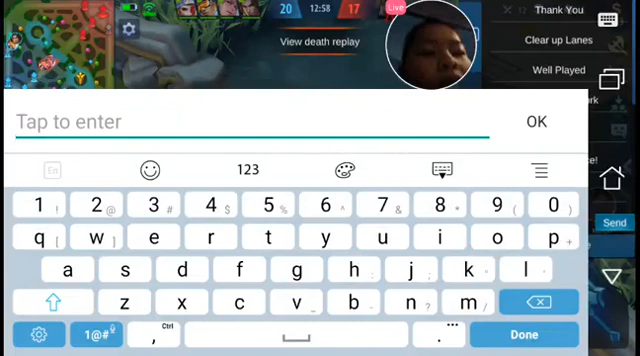 20 12:58 17
Live
View death replay
Thank You
Clear up Lanes
Well Played
Tap to enter
OK
En
123
1 ! 2 @ 3 # 4 $ 5 % 6 ^ 7 & 8 * 9 ( 0 )
q [ w ] e r t y u i o p +
a s d f g h ; j : k l
z x c v _ b - n ? m /
1@# , Ctrl . ... Done
Send